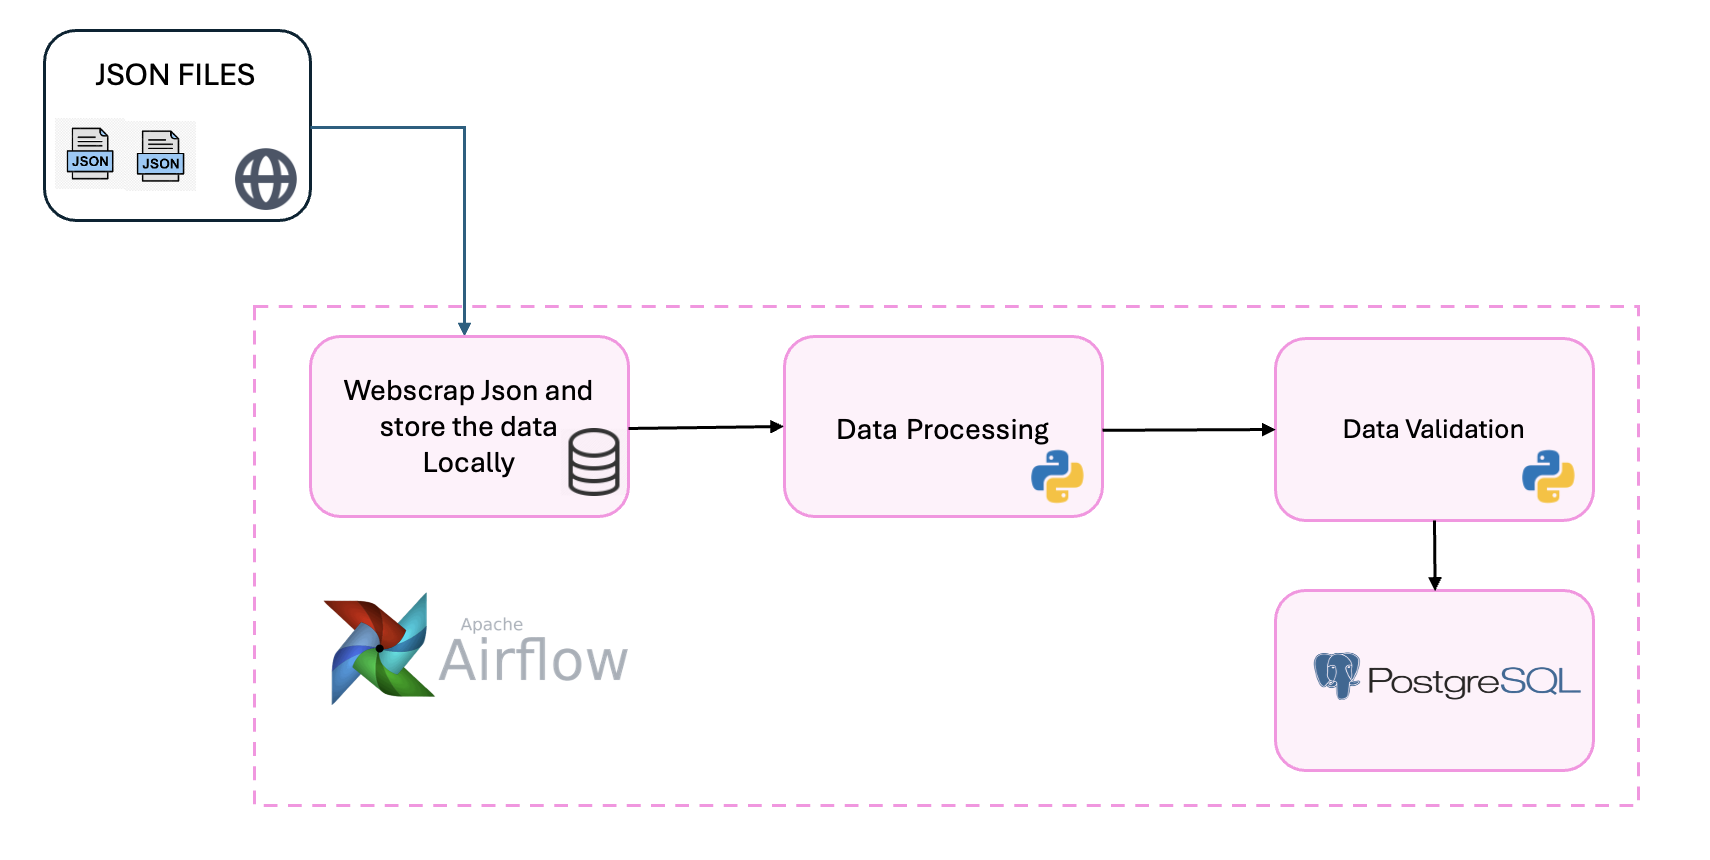 JSON FILES
JSON
JSON
Webscrap Json and
store the data
Locally
Data Processing
Data Validation
Apache
Airflow
PostgreSQL